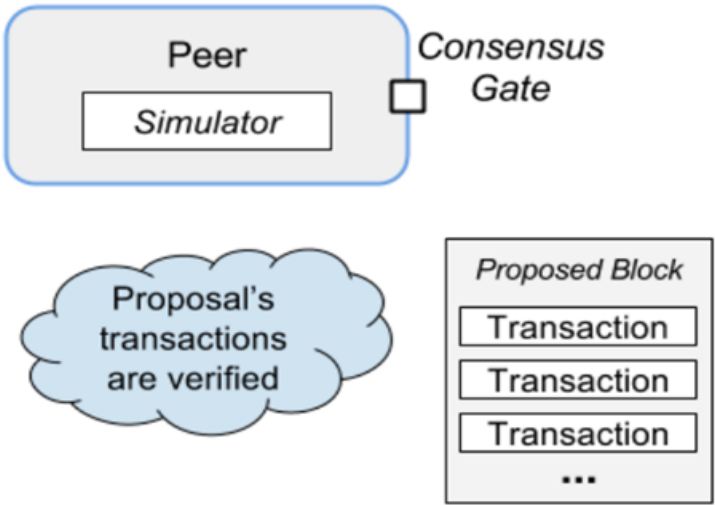 Peer
Simulator
Consensus
Gate
Proposal's
transactions
are verified
Proposed Block
Transaction
Transaction
Transaction
...